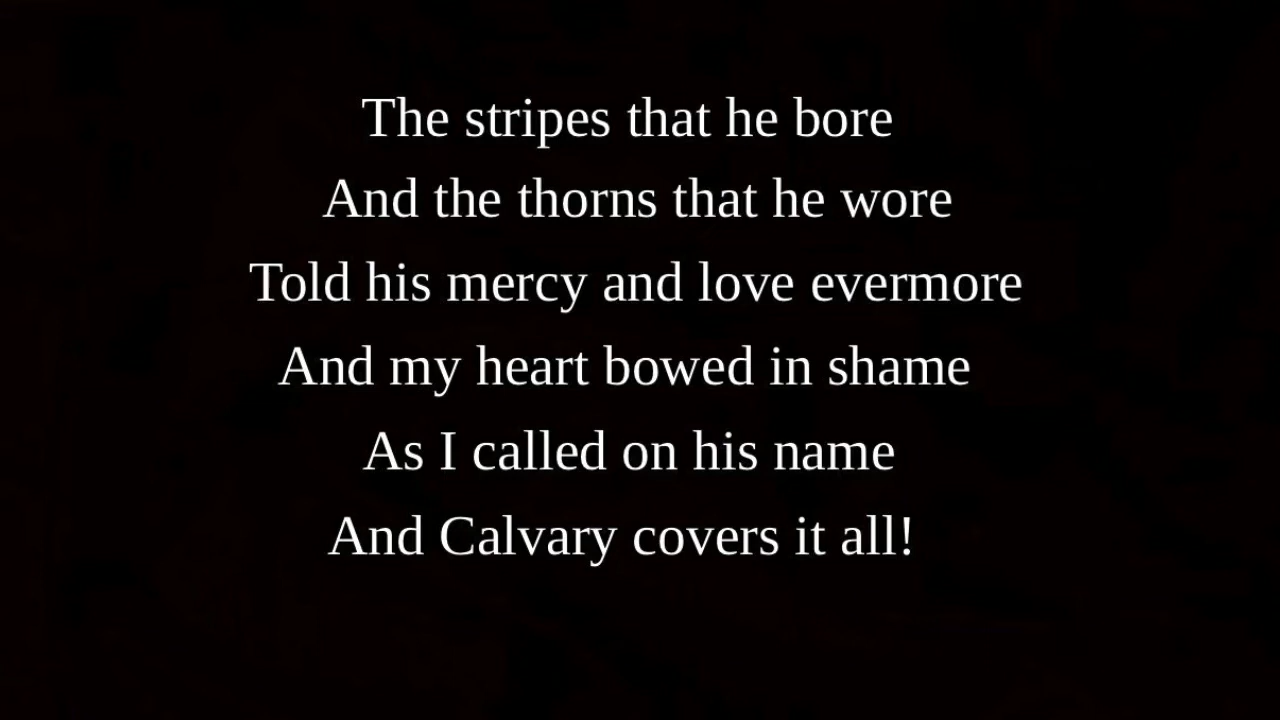 The stripes that he bore
And the thorns that he wore
Told his mercy and love evermore
And my heart bowed in shame
As I called on his name
And Calvary covers it all!